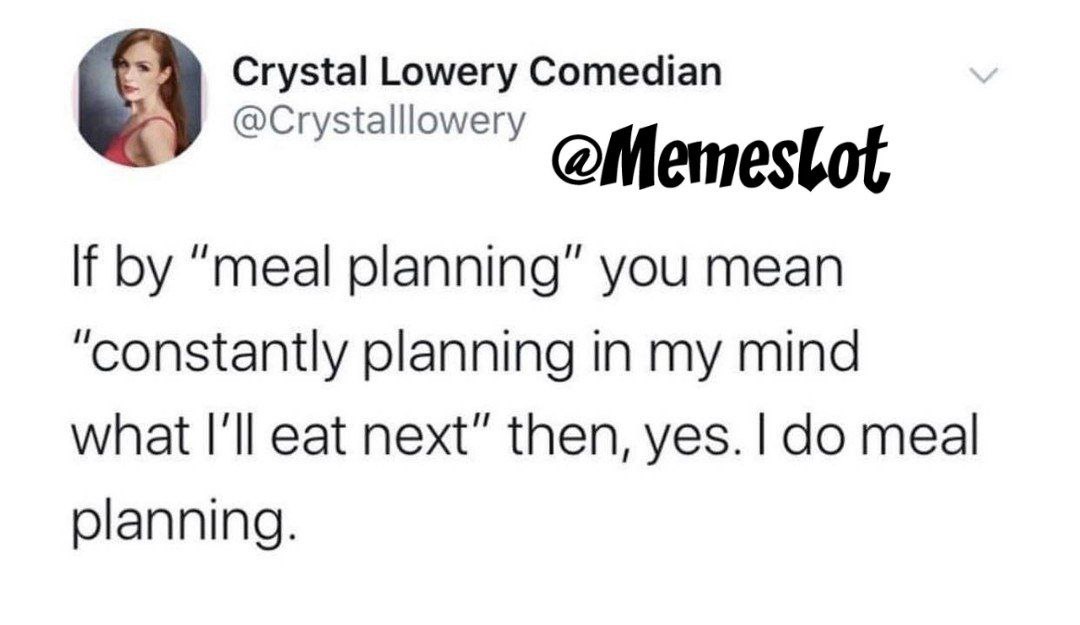 Crystal Lowery Comedian
@Crystalllowery
@MemesLot
If by "meal planning" you mean
"constantly planning in my mind
what I'll eat next" then, yes. I do meal
planning.